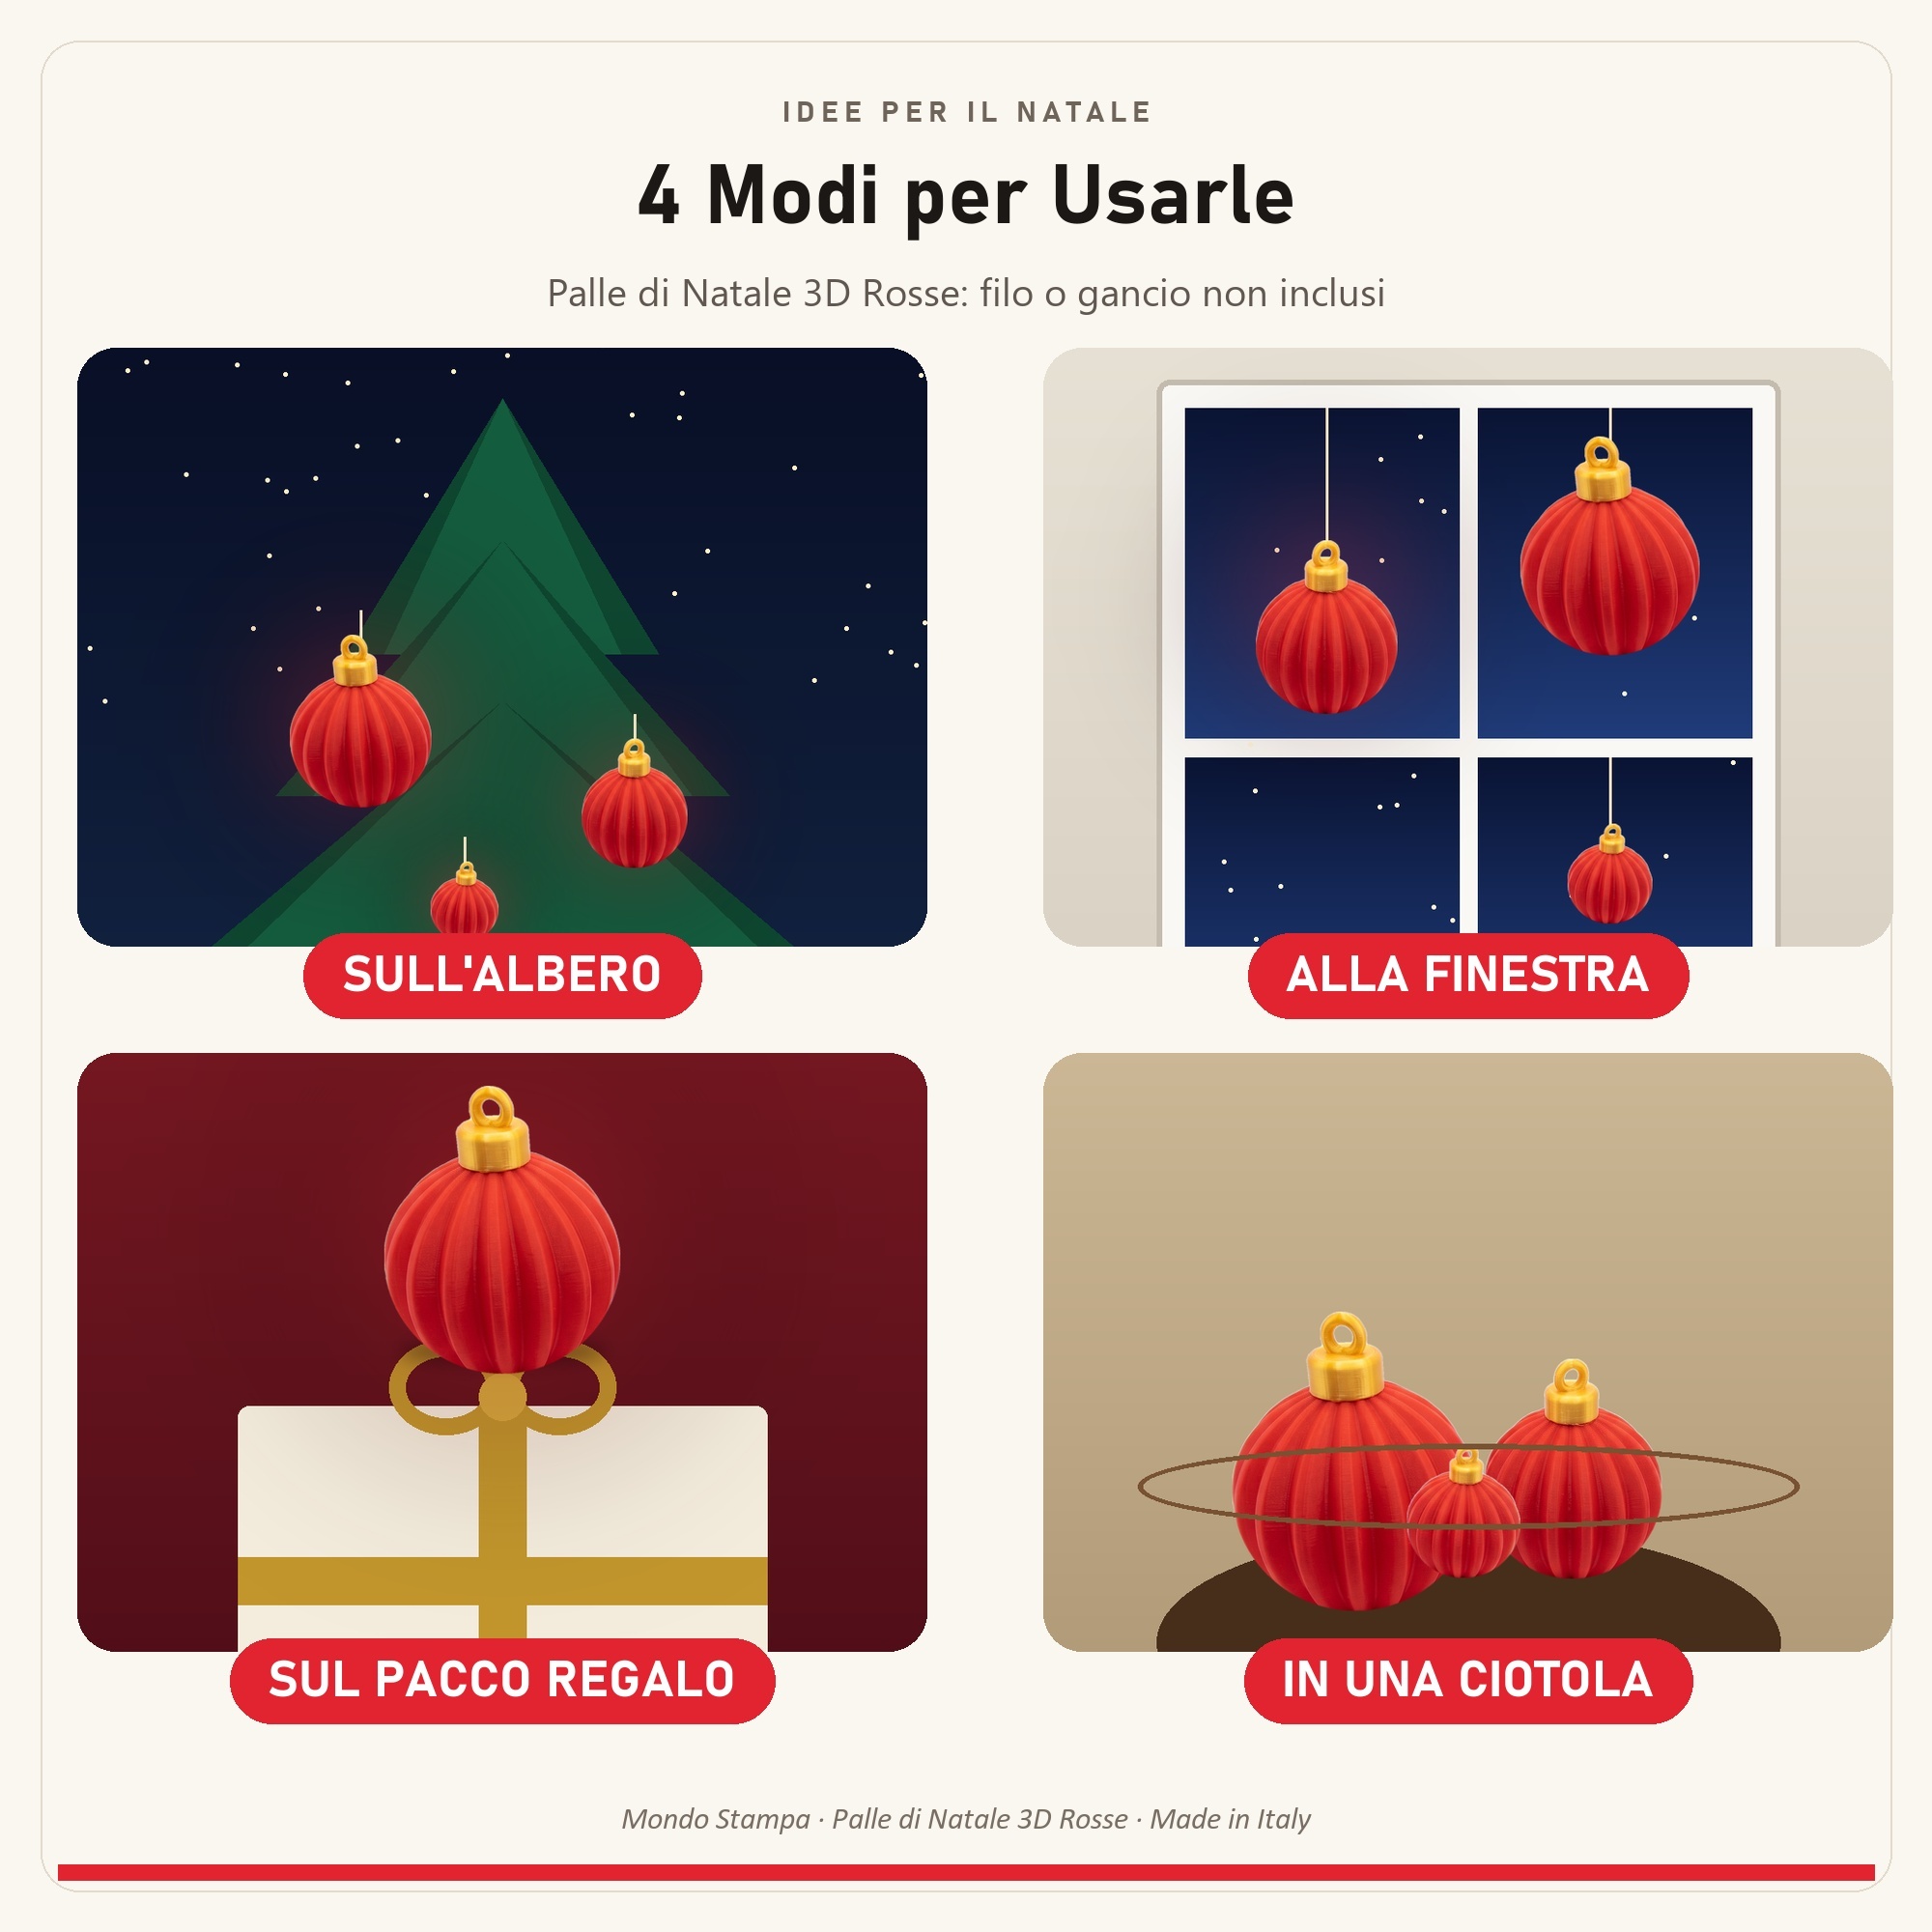 IDEE PER IL NATALE
4 Modi per Usarle
Palle di Natale 3D Rosse: filo o gancio non inclusi
SULL'ALBERO
ALLA FINESTRA
SUL PACCO REGALO
IN UNA CIOTOLA
Mondo Stampa · Palle di Natale 3D Rosse · Made in Italy